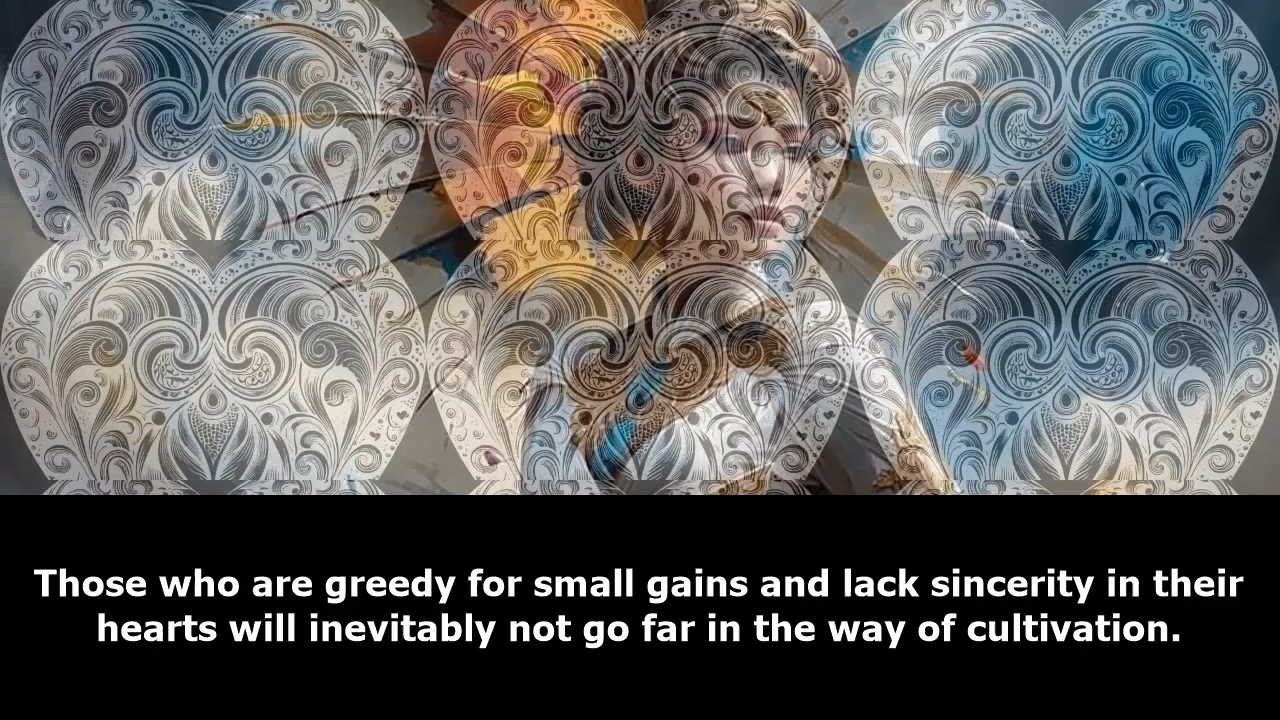 Those who are greedy for small gains and lack sincerity in their
hearts will inevitably not go far in the way of cultivation.